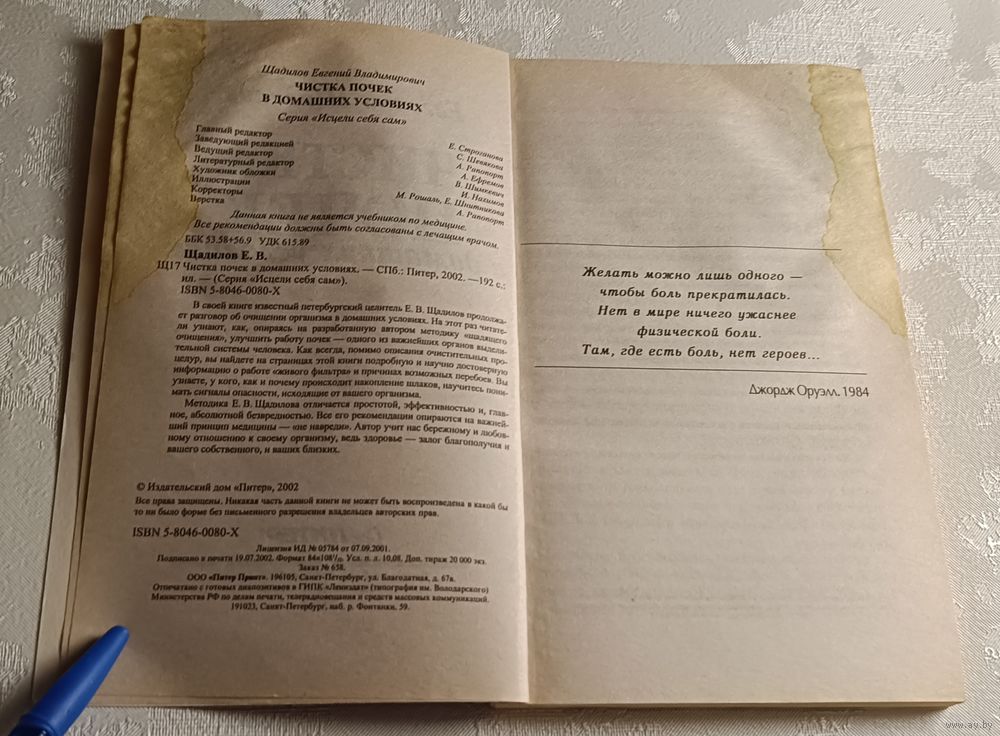 Щадилов Евгений Владимирович
ЧИСТКА ПОЧЕК
В ДОМАШНИХ УСЛОВИЯХ
Серия «Исцели себя сам»
Главный редактор Е. Строганова
Заведующий редакцией С. Шевякова
Ведущий редактор А. Рапопорт
Литературный редактор А. Ефремов
Художник обложки В. Шимкевич
Иллюстрации И. Нахимов
Корректоры М. Рошаль, Е. Шнитникова
Верстка А. Рапопорт
Данная книга не является учебником по медицине.
Все рекомендации должны быть согласованы с лечащим врачом.
ББК 53.58+56.9 УДК 615.89
Щадилов Е. В.
Щ17 Чистка почек в домашних условиях. — СПб.: Питер, 2002. —192 с.:
ил. — (Серия «Исцели себя сам»).
ISBN 5-8046-0080-X
В своей книге известный петербургский целитель Е. В. Щадилов продолжа-
ет разговор об очищении организма в домашних условиях. На этот раз читате-
ли узнают, как, опираясь на разработанную автором методику «щадящего
очищения», улучшить работу почек — одного из важнейших органов выдели-
тельной системы человека. Как всегда, помимо описания очистительных про-
цедур, вы найдете на страницах этой книги подробную и научно достоверную
информацию о работе «живого фильтра» и причинах возможных перебоев. Вы
узнаете, у кого, как и почему происходит накопление шлаков, научитесь пони-
мать сигналы опасности, исходящие от вашего организма.
Методика Е. В. Щадилова отличается простотой, эффективностью и, глав-
ное, абсолютной безвредностью. Все его рекомендации опираются на важней-
ший принцип медицины — «не навреди». Автор учит нас бережному и любов-
ному отношению к своему организму, ведь здоровье — залог благополучия и
вашего собственного, и ваших близких.
© Издательский дом «Питер», 2002
Все права защищены. Никакая часть данной книги не может быть воспроизведена в какой бы
то ни было форме без письменного разрешения владельцев авторских прав.
ISBN 5-8046-0080-X
Лицензия ИД № 05784 от 07.09.2001.
Подписано в печати 19.07.2002. Формат 84×108¹/₃₂. Усл. п. л. 10,08. Доп. тираж 20 000 экз.
Заказ № 658.
ООО «Питер Принт». 196105, Санкт-Петербург, ул. Благодатная, д. 67в.
Отпечатано с готовых диапозитивов в ГИПК «Лениздат» (типография им. Володарского)
Министерства РФ по делам печати, телерадиовещания и средств массовых коммуникаций.
191023, Санкт-Петербург, наб. р. Фонтанки, 59.
Желать можно лишь одного —
чтобы боль прекратилась.
Нет в мире ничего ужаснее
физической боли.
Там, где есть боль, нет героев...
Джордж Оруэлл. 1984
www.ay.by